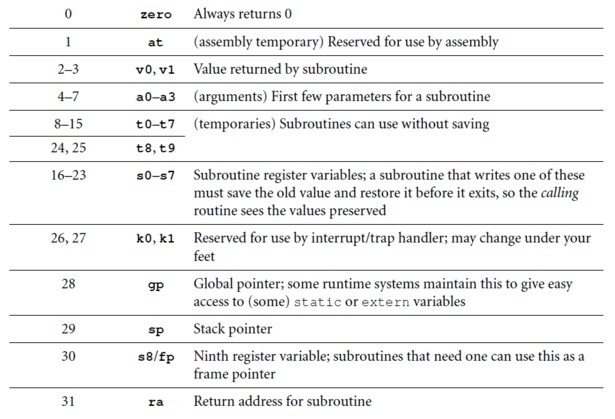 0 zero Always returns 0
1 at (assembly temporary) Reserved for use by assembly
2–3 v0, v1 Value returned by subroutine
4–7 a0–a3 (arguments) First few parameters for a subroutine
8–15 t0–t7 (temporaries) Subroutines can use without saving
24, 25 t8, t9
16–23 s0–s7 Subroutine register variables; a subroutine that writes one of these
must save the old value and restore it before it exits, so the calling
routine sees the values preserved
26, 27 k0, k1 Reserved for use by interrupt/trap handler; may change under your
feet
28 gp Global pointer; some runtime systems maintain this to give easy
access to (some) static or extern variables
29 sp Stack pointer
30 s8/fp Ninth register variable; subroutines that need one can use this as a
frame pointer
31 ra Return address for subroutine